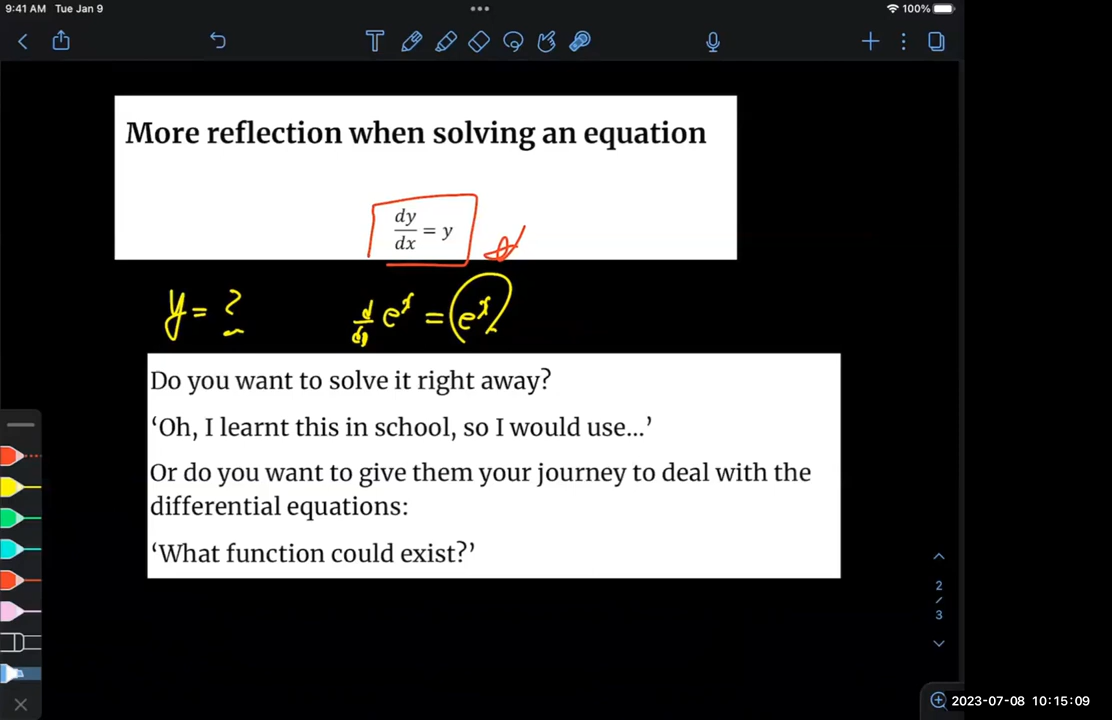 9:41 AM Tue Jan 9
100%
More reflection when solving an equation
dy/dx = y
y = ?
d/dx e^x = e^x
Do you want to solve it right away?
‘Oh, I learnt this in school, so I would use...’
Or do you want to give them your journey to deal with the
differential equations:
‘What function could exist?’
2
/
3
2023-07-08 10:15:09